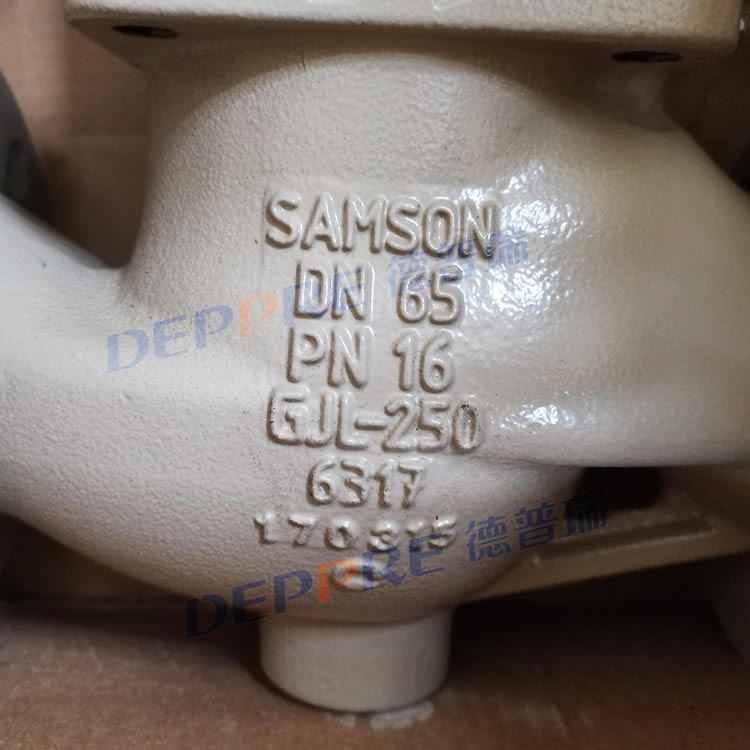 SAMSON
DN 65
PN 16
GJL-250
6317
170315
DEPPRE 德普瑞
DEPPRE 德普瑞